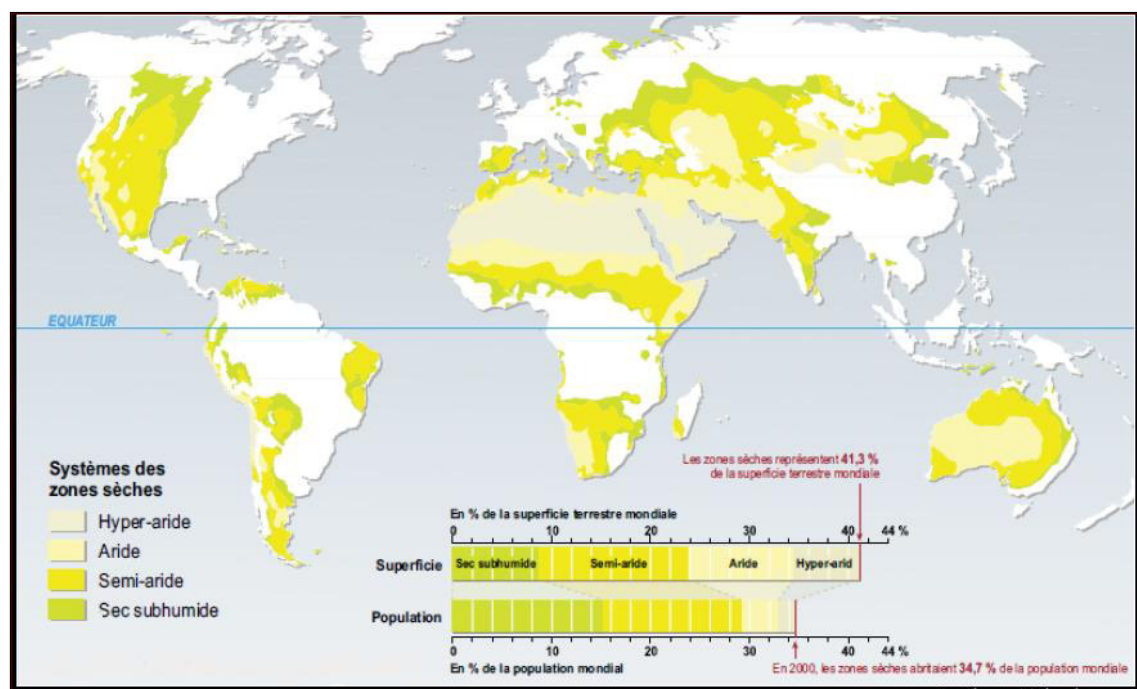 EQUATEUR
Systèmes des
zones sèches
Hyper-aride
Aride
Semi-aride
Sec subhumide
Les zones sèches représentent 41,3 %
de la superficie terrestre mondiale
En % de la superficie terrestre mondiale
0 10 20 30 40 44 %
Superficie
Sec subhumide Semi-aride Aride Hyper-arid
Population
0 10 20 30 40 44 %
En % de la population mondial
En 2000, les zones sèches abritaient 34,7 % de la population mondiale